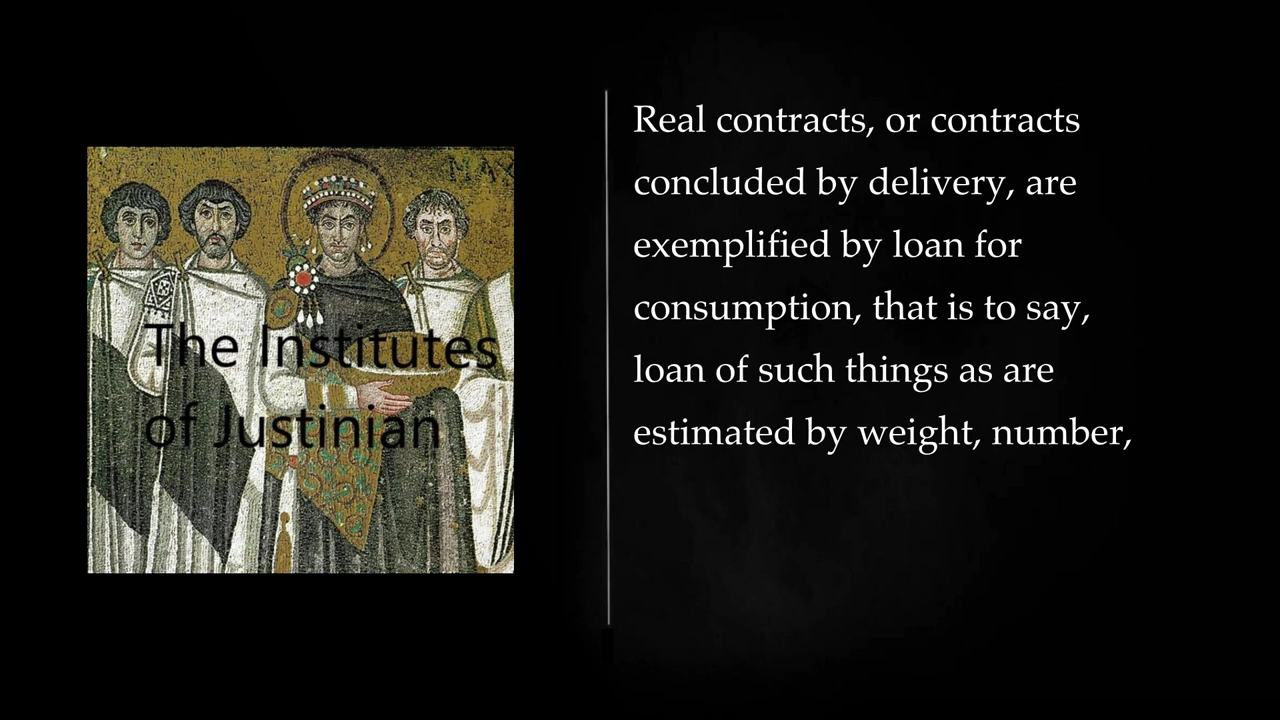 MAX
The Institutes
of Justinian
Real contracts, or contracts
concluded by delivery, are
exemplified by loan for
consumption, that is to say,
loan of such things as are
estimated by weight, number,